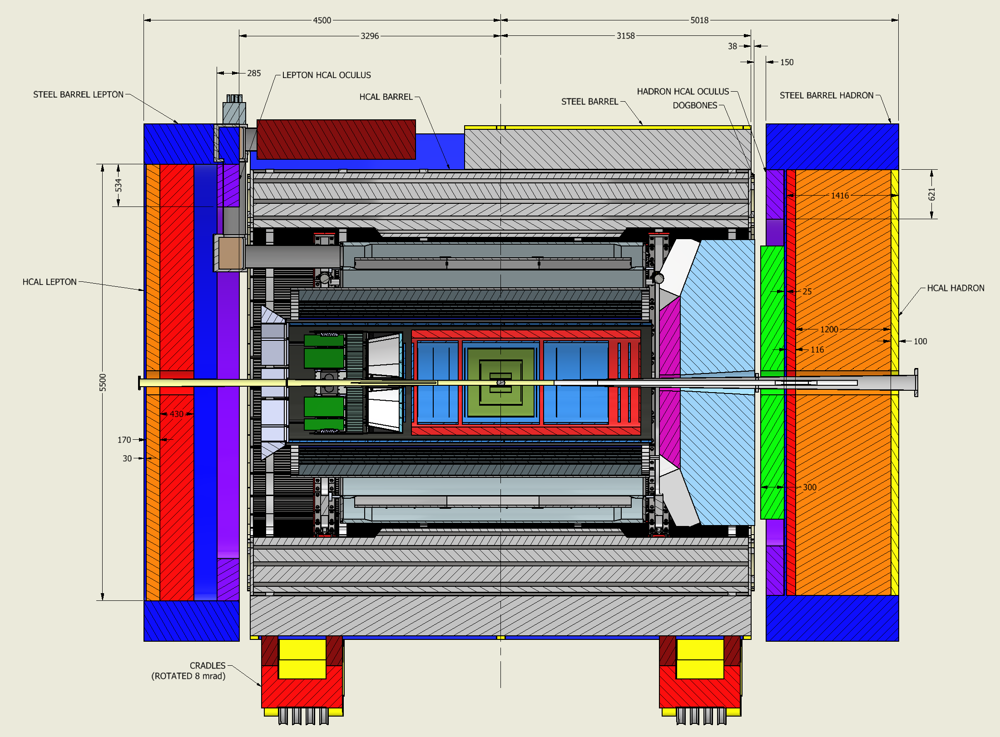 4500
5018
3296
3158
38
150
285
LEPTON HCAL OCULUS
HADRON HCAL OCULUS
STEEL BARREL LEPTON
HCAL BARREL
STEEL BARREL
STEEL BARREL HADRON
DOGBONES
534
621
1416
HCAL LEPTON
25
HCAL HADRON
1200
100
116
5500
430
170
30
300
CRADLES
(ROTATED 8 mrad)